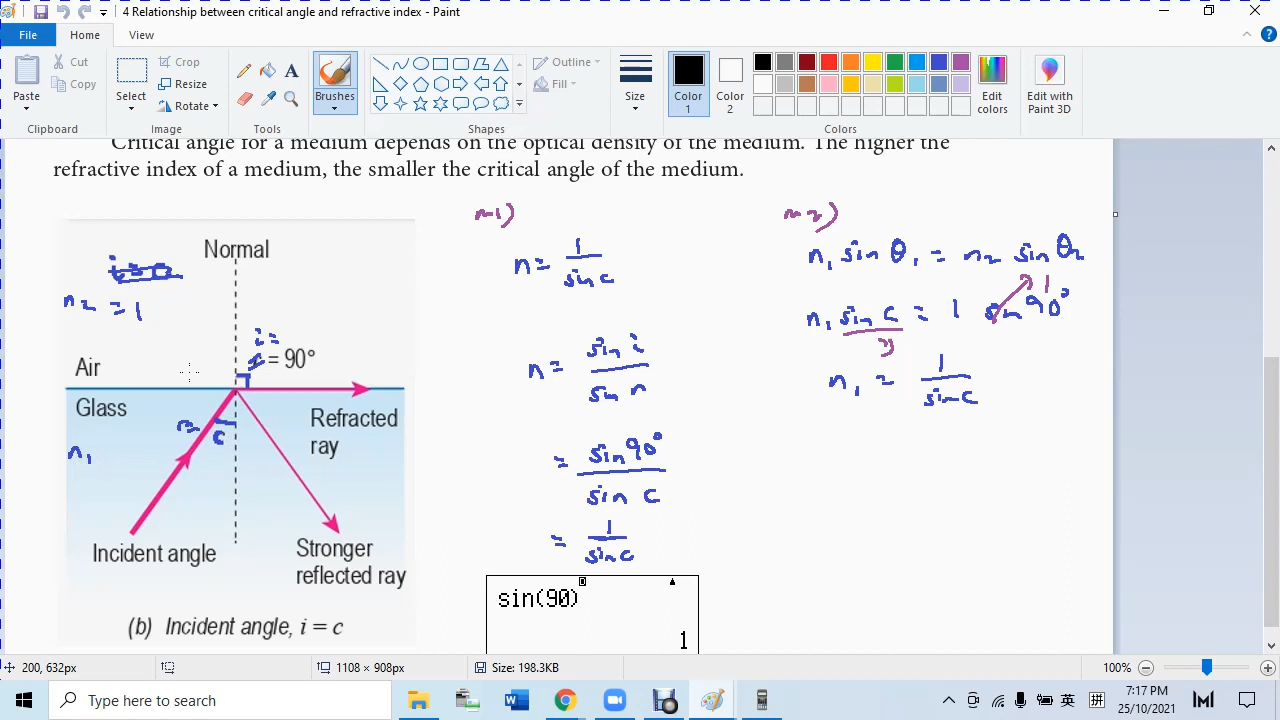 4 Relationship between critical angle and refractive index - Paint
File Home View
Paste Cut Copy Clipboard
Select Crop Resize Rotate Image
Tools
Brushes
Outline Fill Shapes
Size
Color 1 Color 2 Edit colors Colors
Edit with Paint 3D
Critical angle for a medium depends on the optical density of the medium. The higher the
refractive index of a medium, the smaller the critical angle of the medium.
Normal
n₂ = 1
i =
= 90°
Air
Glass
c
n₁
Refracted
ray
Incident angle
Stronger
reflected ray
(b) Incident angle, i = c
m1)
n = 1 / sin c
n = sin i / sin r
= sin 90° / sin c
= 1 / sin c
sin(90)
1
m2)
n₁ sin θ₁ = n₂ sin θ₂
n₁ sin c = 1 sin 90°
1
n₁ = 1 / sin c
200, 632px
1108 × 908px
Size: 198.3KB
100%
Type here to search
英
拼
7:17 PM
25/10/2021